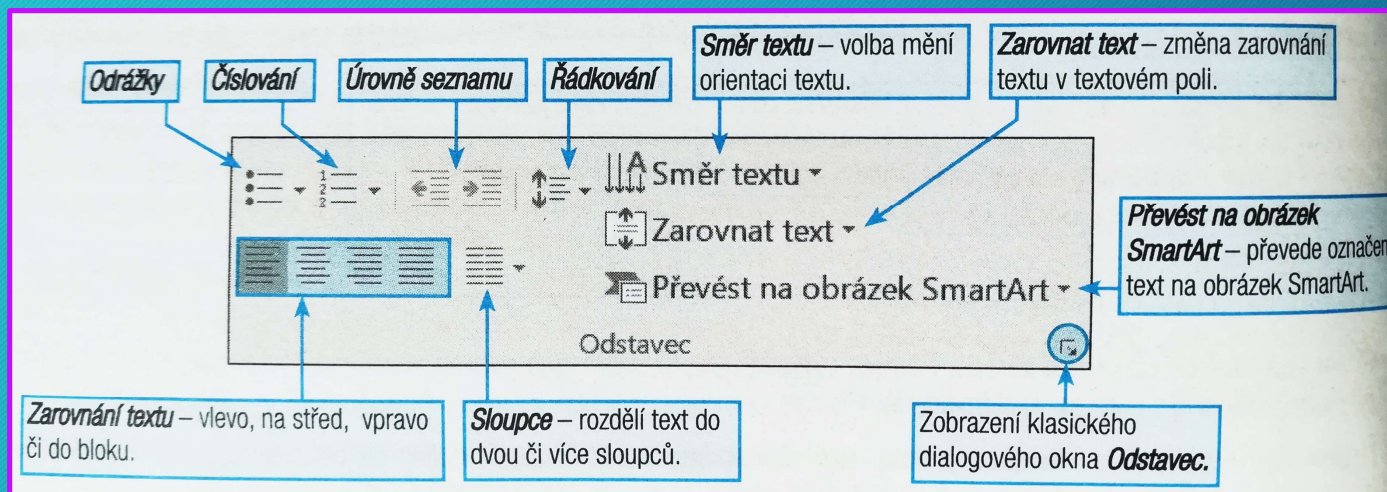 Odrážky
Číslování
Úrovně seznamu
Řádkování
Směr textu – volba mění
orientaci textu.
Zarovnat text – změna zarovnání
textu v textovém poli.
1
2
2
A
Směr textu
Zarovnat text
Převést na obrázek SmartArt
Odstavec
Převést na obrázek
SmartArt – převede označen
text na obrázek SmartArt.
Zarovnání textu – vlevo, na střed, vpravo
či do bloku.
Sloupce – rozdělí text do
dvou či více sloupců.
Zobrazení klasického
dialogového okna Odstavec.